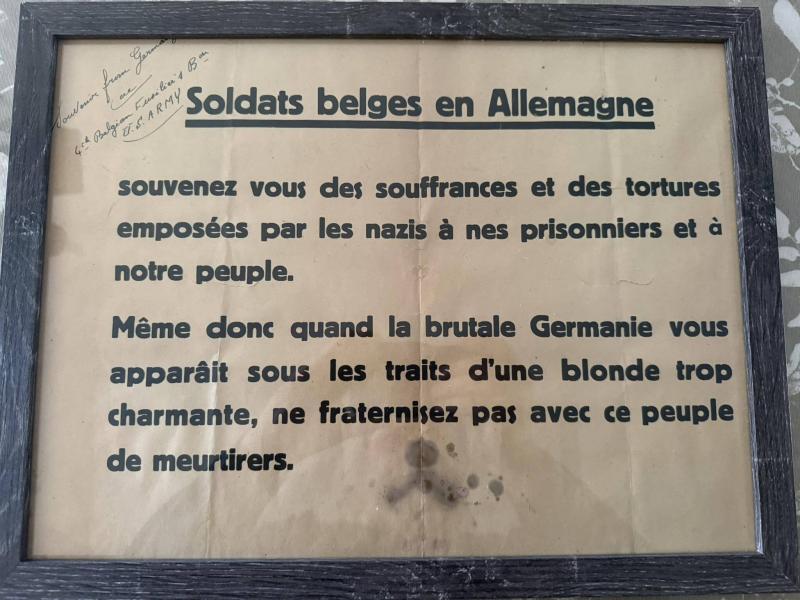 Souvenir from Germany
4th Belgian Fusiliers Bn
U.S. ARMY
Soldats belges en Allemagne
souvenez vous des souffrances et des tortures
emposées par les nazis à nes prisonniers et à
notre peuple.
Même donc quand la brutale Germanie vous
apparâit sous les traits d'une blonde trop
charmante, ne fraternisez pas avec ce peuple
de meurtirers.